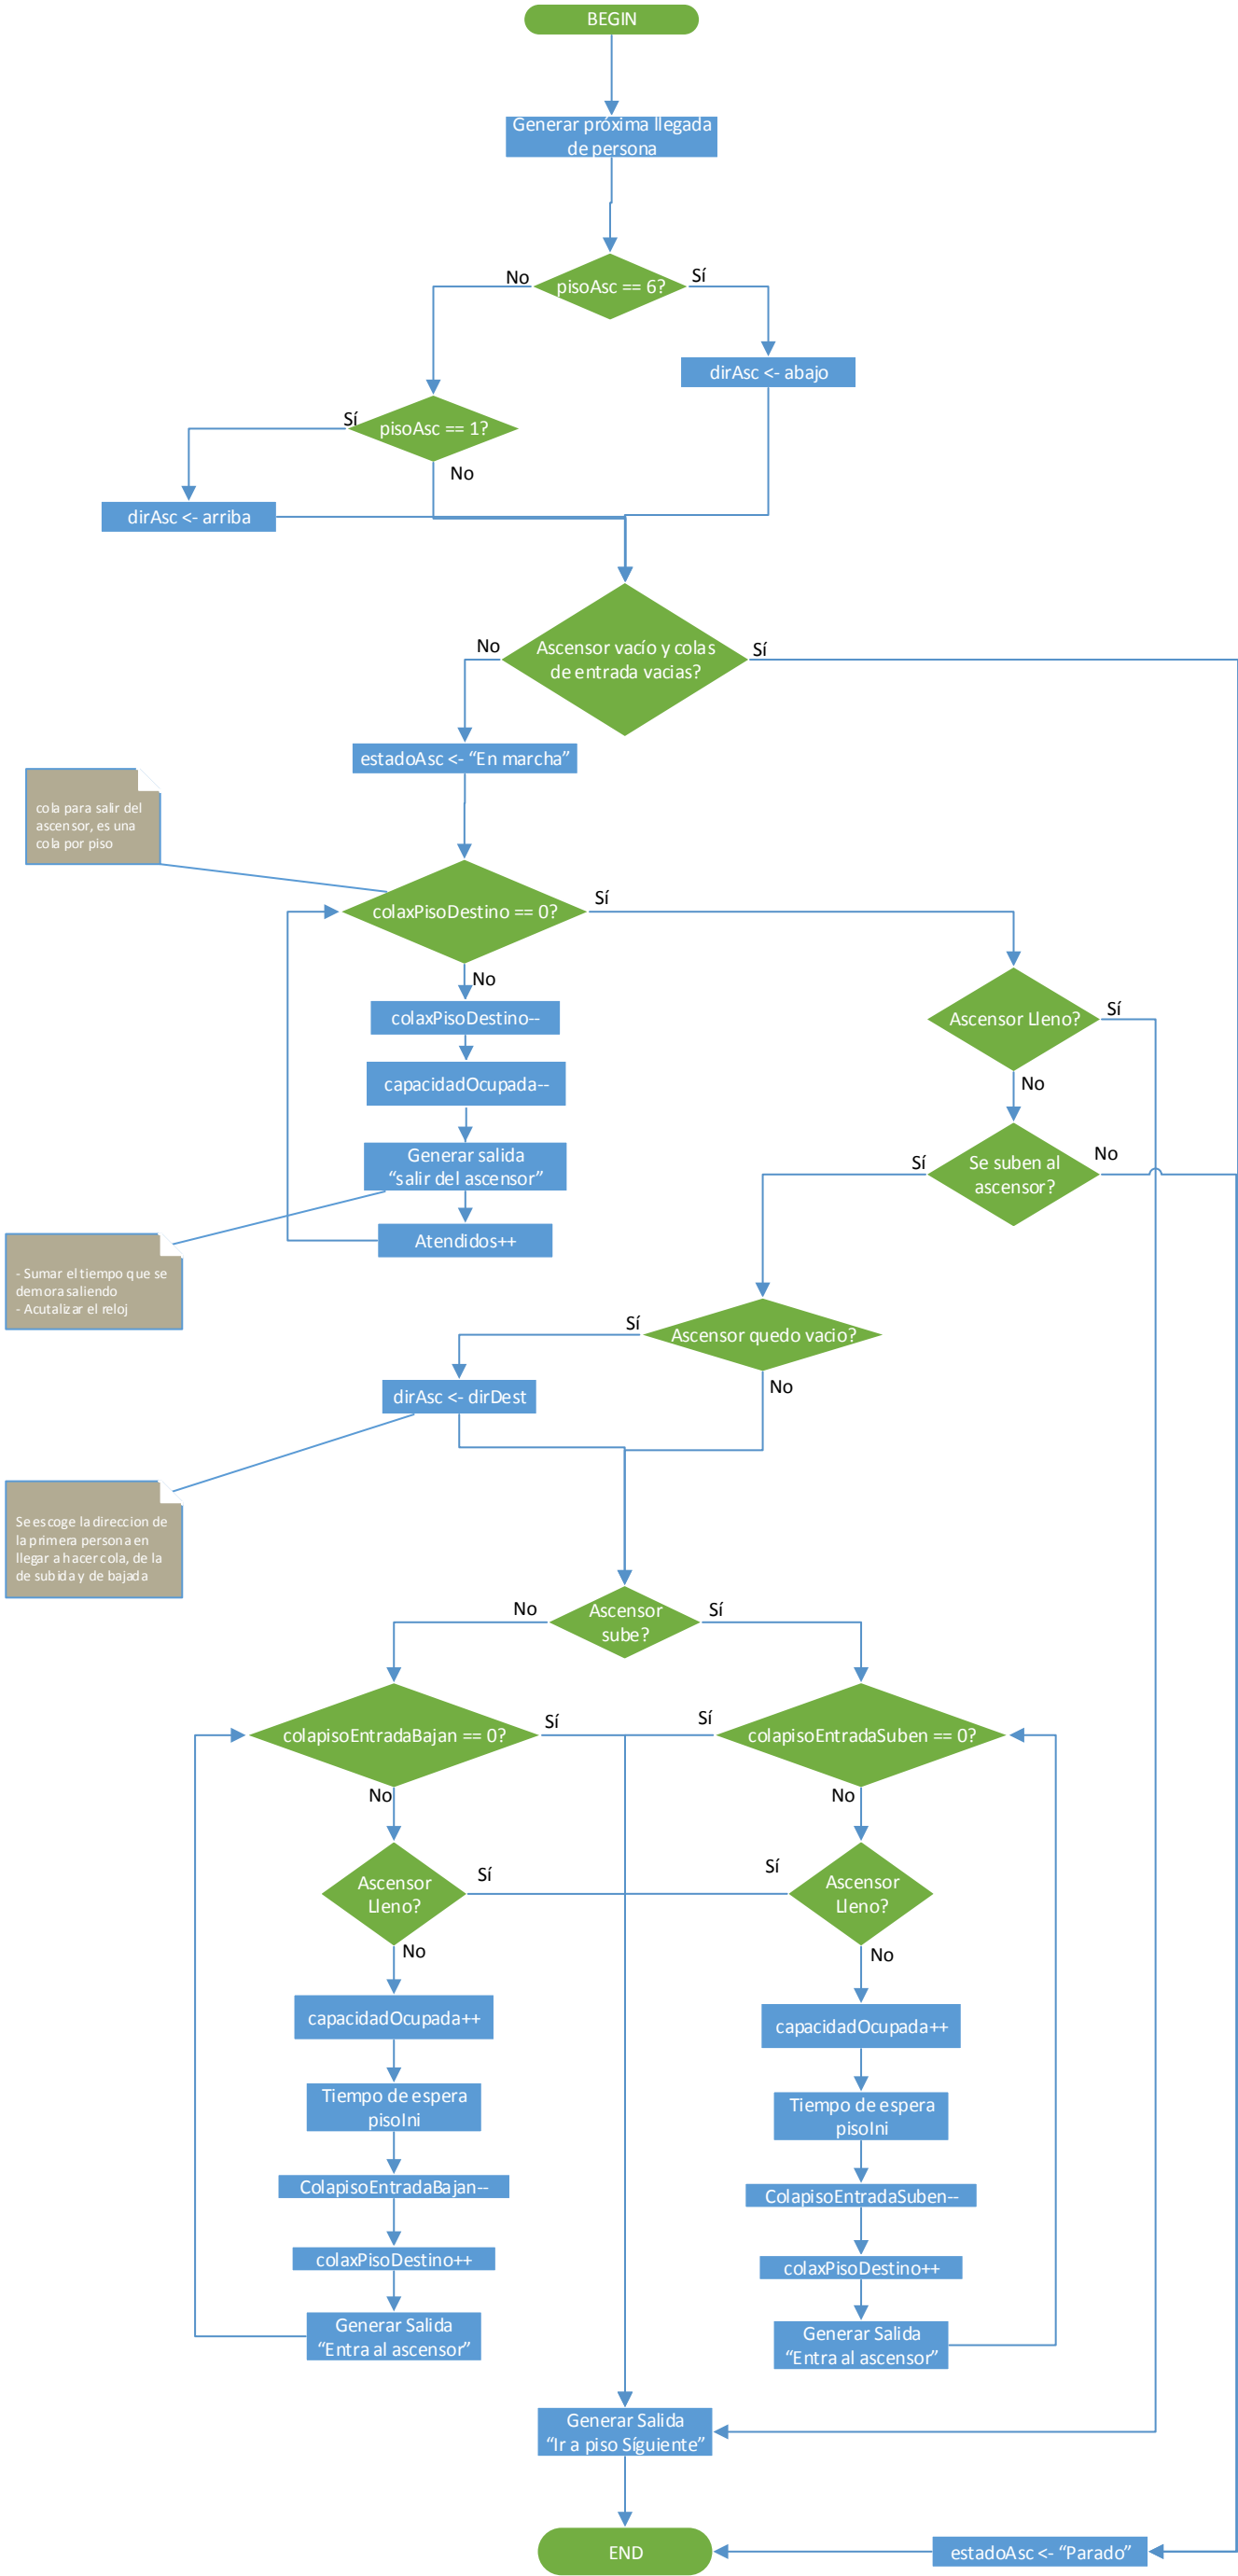 BEGIN
Generar próxima llegada
de persona
No
Sí
pisoAsc == 6?
dirAsc <- abajo
Sí
pisoAsc == 1?
No
dirAsc <- arriba
No
Ascensor vacío y colas
de entrada vacias?
Sí
estadoAsc <- “En marcha”
cola para salir del
ascensor, es una
cola por piso
colaxPisoDestino == 0?
Sí
No
colaxPisoDestino--
Ascensor Lleno?
Sí
No
capacidadOcupada--
Generar salida
“salir del ascensor”
Sí
Se suben al
ascensor?
No
Atendidos++
- Sumar el tiempo que se
demora saliendo
- Acutalizar el reloj
Sí
Ascensor quedo vacio?
No
dirAsc <- dirDest
Se escoge la direccion de
la primera persona en
llegar a hacer cola, de la
de subida y de bajada
No
Ascensor
sube?
Sí
colapisoEntradaBajan == 0?
Sí
Sí
colapisoEntradaSuben == 0?
No
No
Ascensor
Lleno?
Sí
Sí
Ascensor
Lleno?
No
No
capacidadOcupada++
capacidadOcupada++
Tiempo de espera
pisoIni
Tiempo de espera
pisoIni
ColapisoEntradaBajan--
ColapisoEntradaSuben--
colaxPisoDestino++
colaxPisoDestino++
Generar Salida
“Entra al ascensor”
Generar Salida
“Entra al ascensor”
Generar Salida
“Ir a piso Síguiente”
END
estadoAsc <- “Parado”